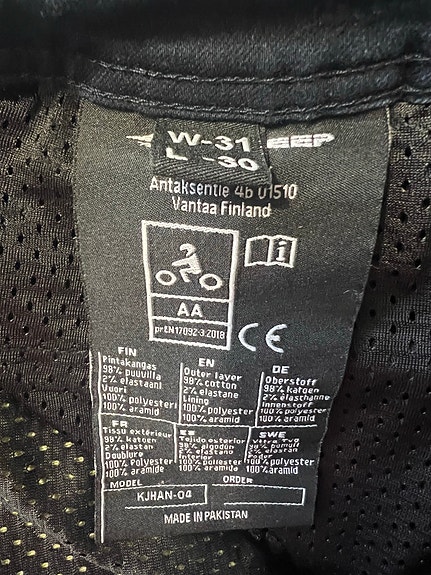 W-31
L-30
Antaksentie 4b 01510
Vantaa Finland
AA
prEN17092-3:2018
CE
FIN
Pintakangas
98% puuvilla
2% elastaani
Vuori
100% polyesteri
100% aramid
EN
Outer layer
98% cotton
2% elastane
Lining
100% polyester
100% aramid
DE
Oberstoff
98% katoen
2% elasthanne
Innenstoff
100% polyester
100% aramid
FR
Tissu extérieur
98% katoen
2% elastan
Doublure
100% polyester
100% aramide
ES
Tejido exterior
98% algodón
2% elastano
Interior
100% poliester
100% aramide
SWE
Yttre Tyg
98% bomull
2% elastan
Foder
100% polyester
100% aramid
MODEL
KJHAN-04
ORDER
MADE IN PAKISTAN